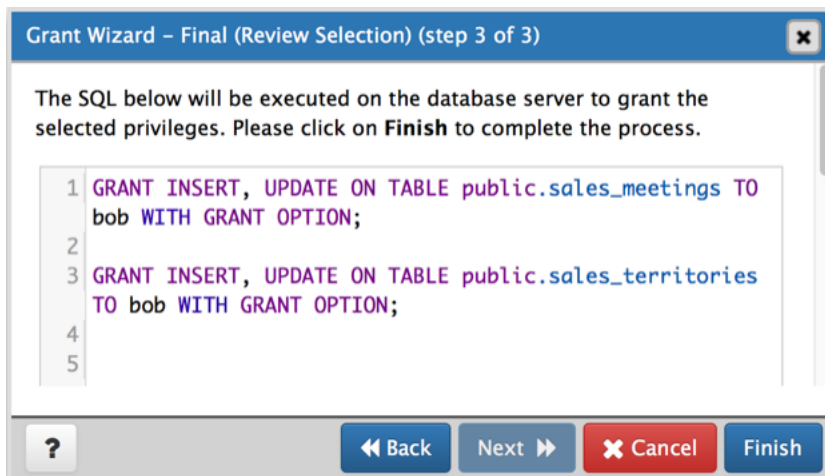 Grant Wizard – Final (Review Selection) (step 3 of 3)
The SQL below will be executed on the database server to grant the
selected privileges. Please click on Finish to complete the process.
1 GRANT INSERT, UPDATE ON TABLE public.sales_meetings TO
bob WITH GRANT OPTION;
2
3 GRANT INSERT, UPDATE ON TABLE public.sales_territories
TO bob WITH GRANT OPTION;
4
5
? Back Next Cancel Finish